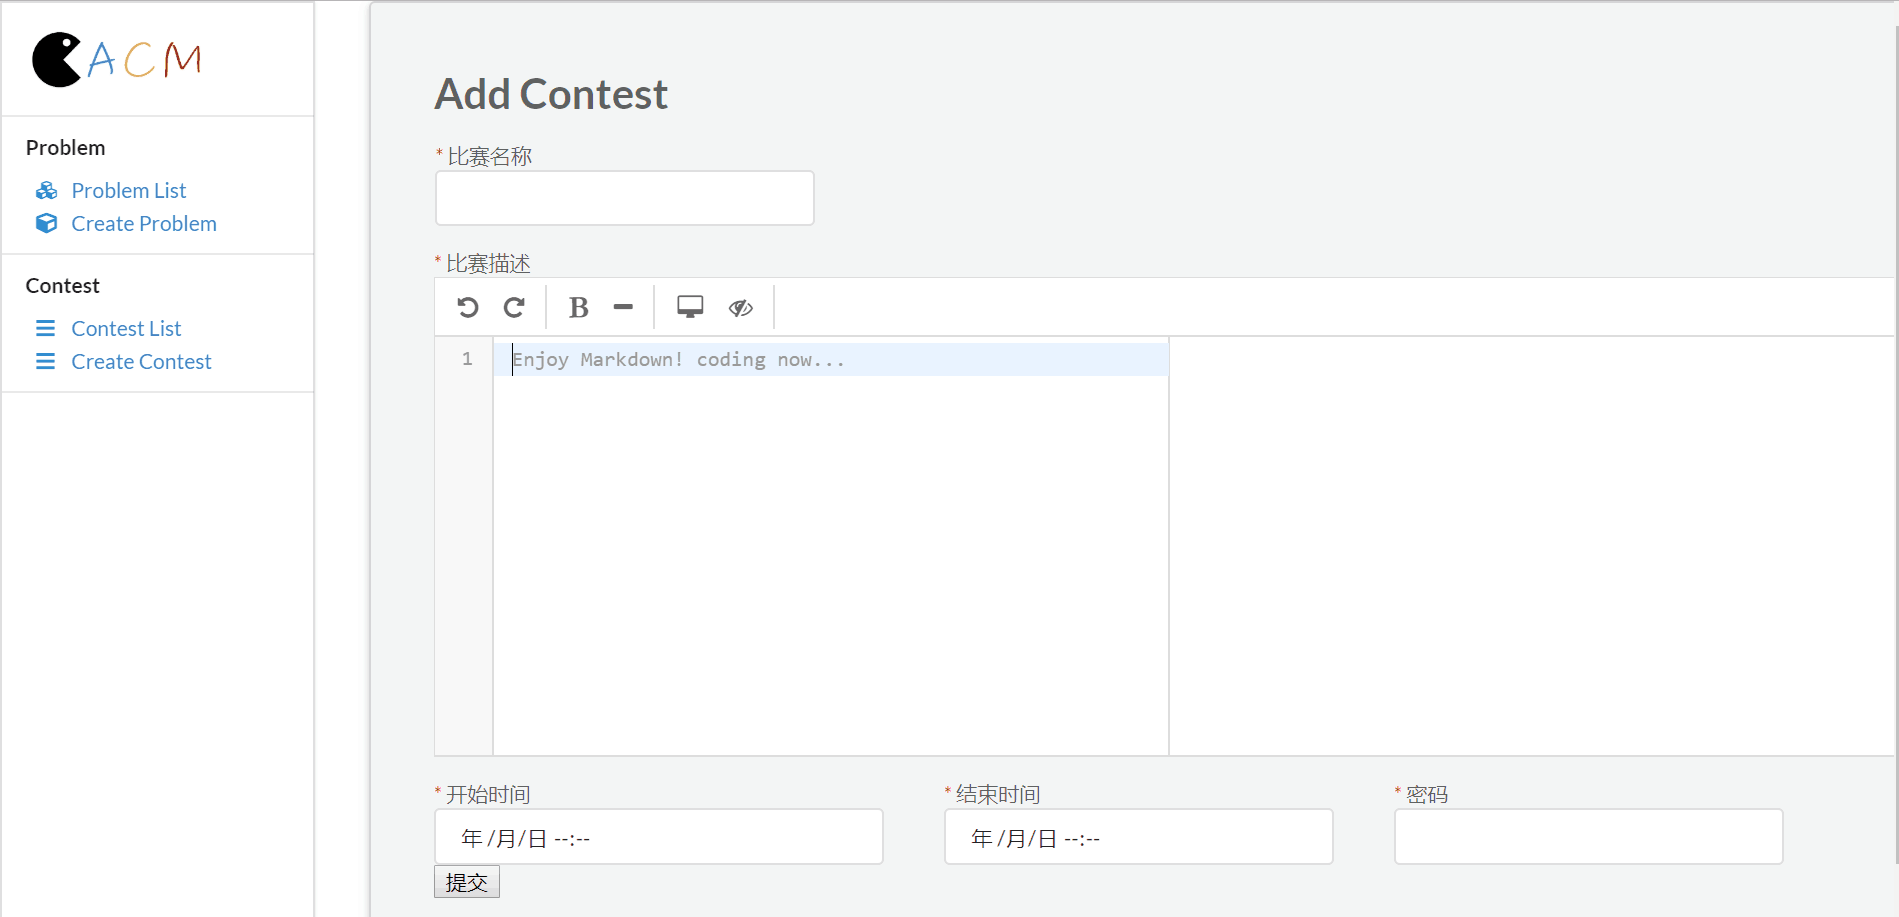 ACM
Problem
Problem List
Create Problem
Contest
Contest List
Create Contest
Add Contest
* 比赛名称
* 比赛描述
B
1
Enjoy Markdown! coding now...
* 开始时间
年 /月/日 --:--
* 结束时间
年 /月/日 --:--
* 密码
提交